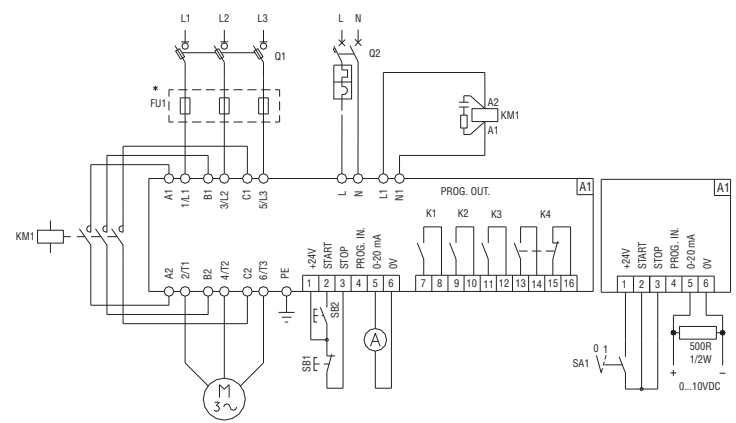 L1 L2 L3 L N
Q1 Q2
*
FU1
A2
KM1
A1
A1 1/L1 B1 3/L2 C1 5/L3 L N L1 N1 PROG. OUT. A1 A1
K1 K2 K3 K4
KM1
A2 2/T1 B2 4/T2 C2 6/T3 PE
+24V START STOP PROG. IN. 0-20 mA 0V
1 2 3 4 5 6 7 8 9 10 11 12 13 14 15 16
+24V START STOP PROG. IN. 0-20 mA 0V
1 2 3 4 5 6
SB2
SB1
A
500R
1/2W
0 1
SA1
+ –
0...10VDC
M
3~